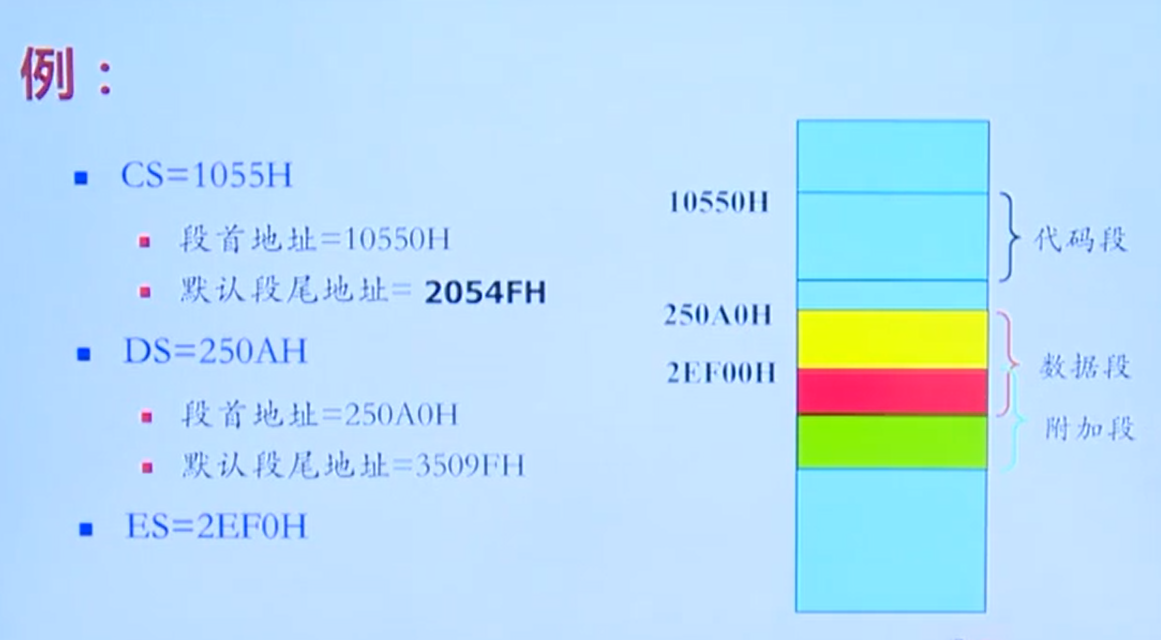 例：
CS=1055H
段首地址=10550H
默认段尾地址= 2054FH
DS=250AH
段首地址=250A0H
默认段尾地址=3509FH
ES=2EF0H
10550H
代码段
250A0H
2EF00H
数据段
附加段